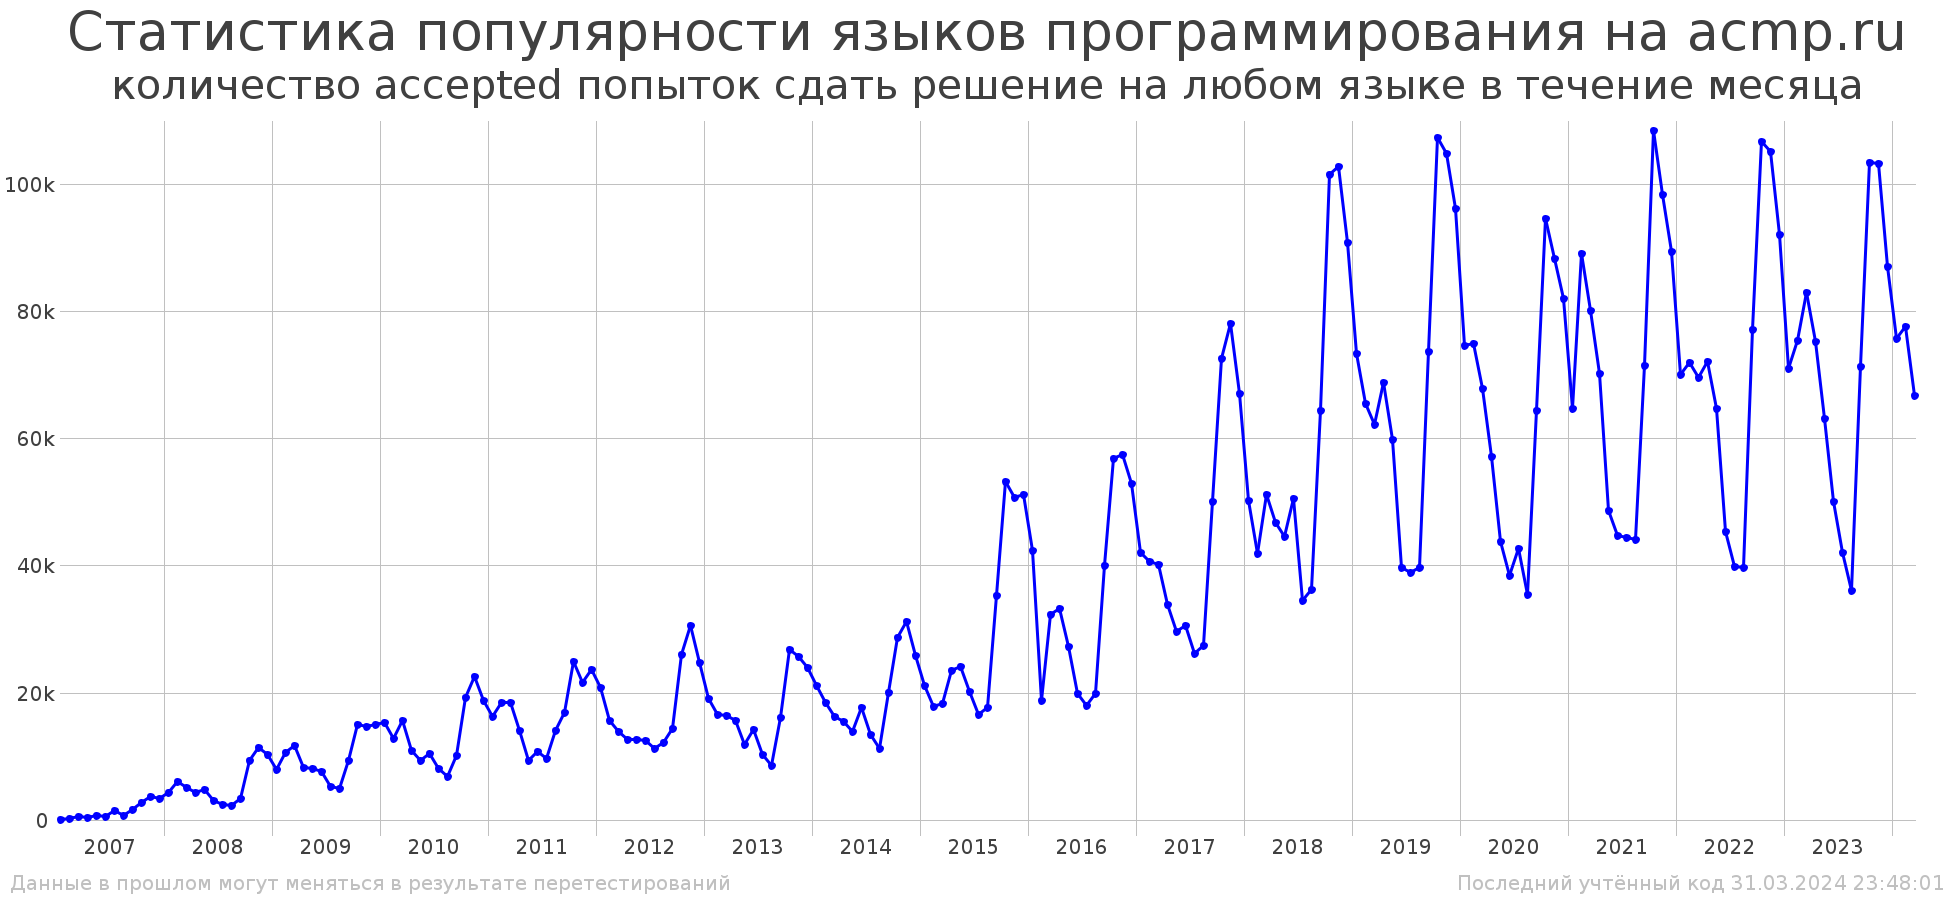 Статистика популярности языков программирования на acmp.ru
количество accepted попыток сдать решение на любом языке в течение месяца
100k
80k
60k
40k
20k
0
2007 2008 2009 2010 2011 2012 2013 2014 2015 2016 2017 2018 2019 2020 2021 2022 2023
Данные в прошлом могут меняться в результате перетестирований
Последний учтённый код 31.03.2024 23:48:01